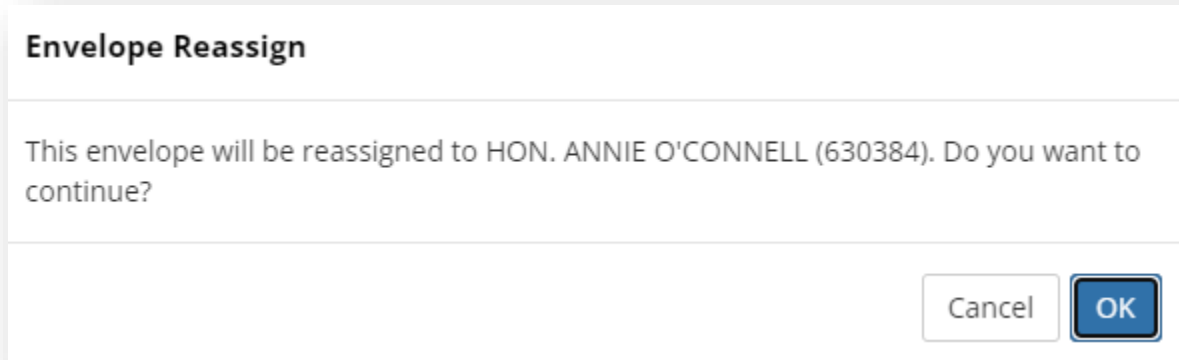 Envelope Reassign
This envelope will be reassigned to HON. ANNIE O'CONNELL (630384). Do you want to
continue?
Cancel
OK